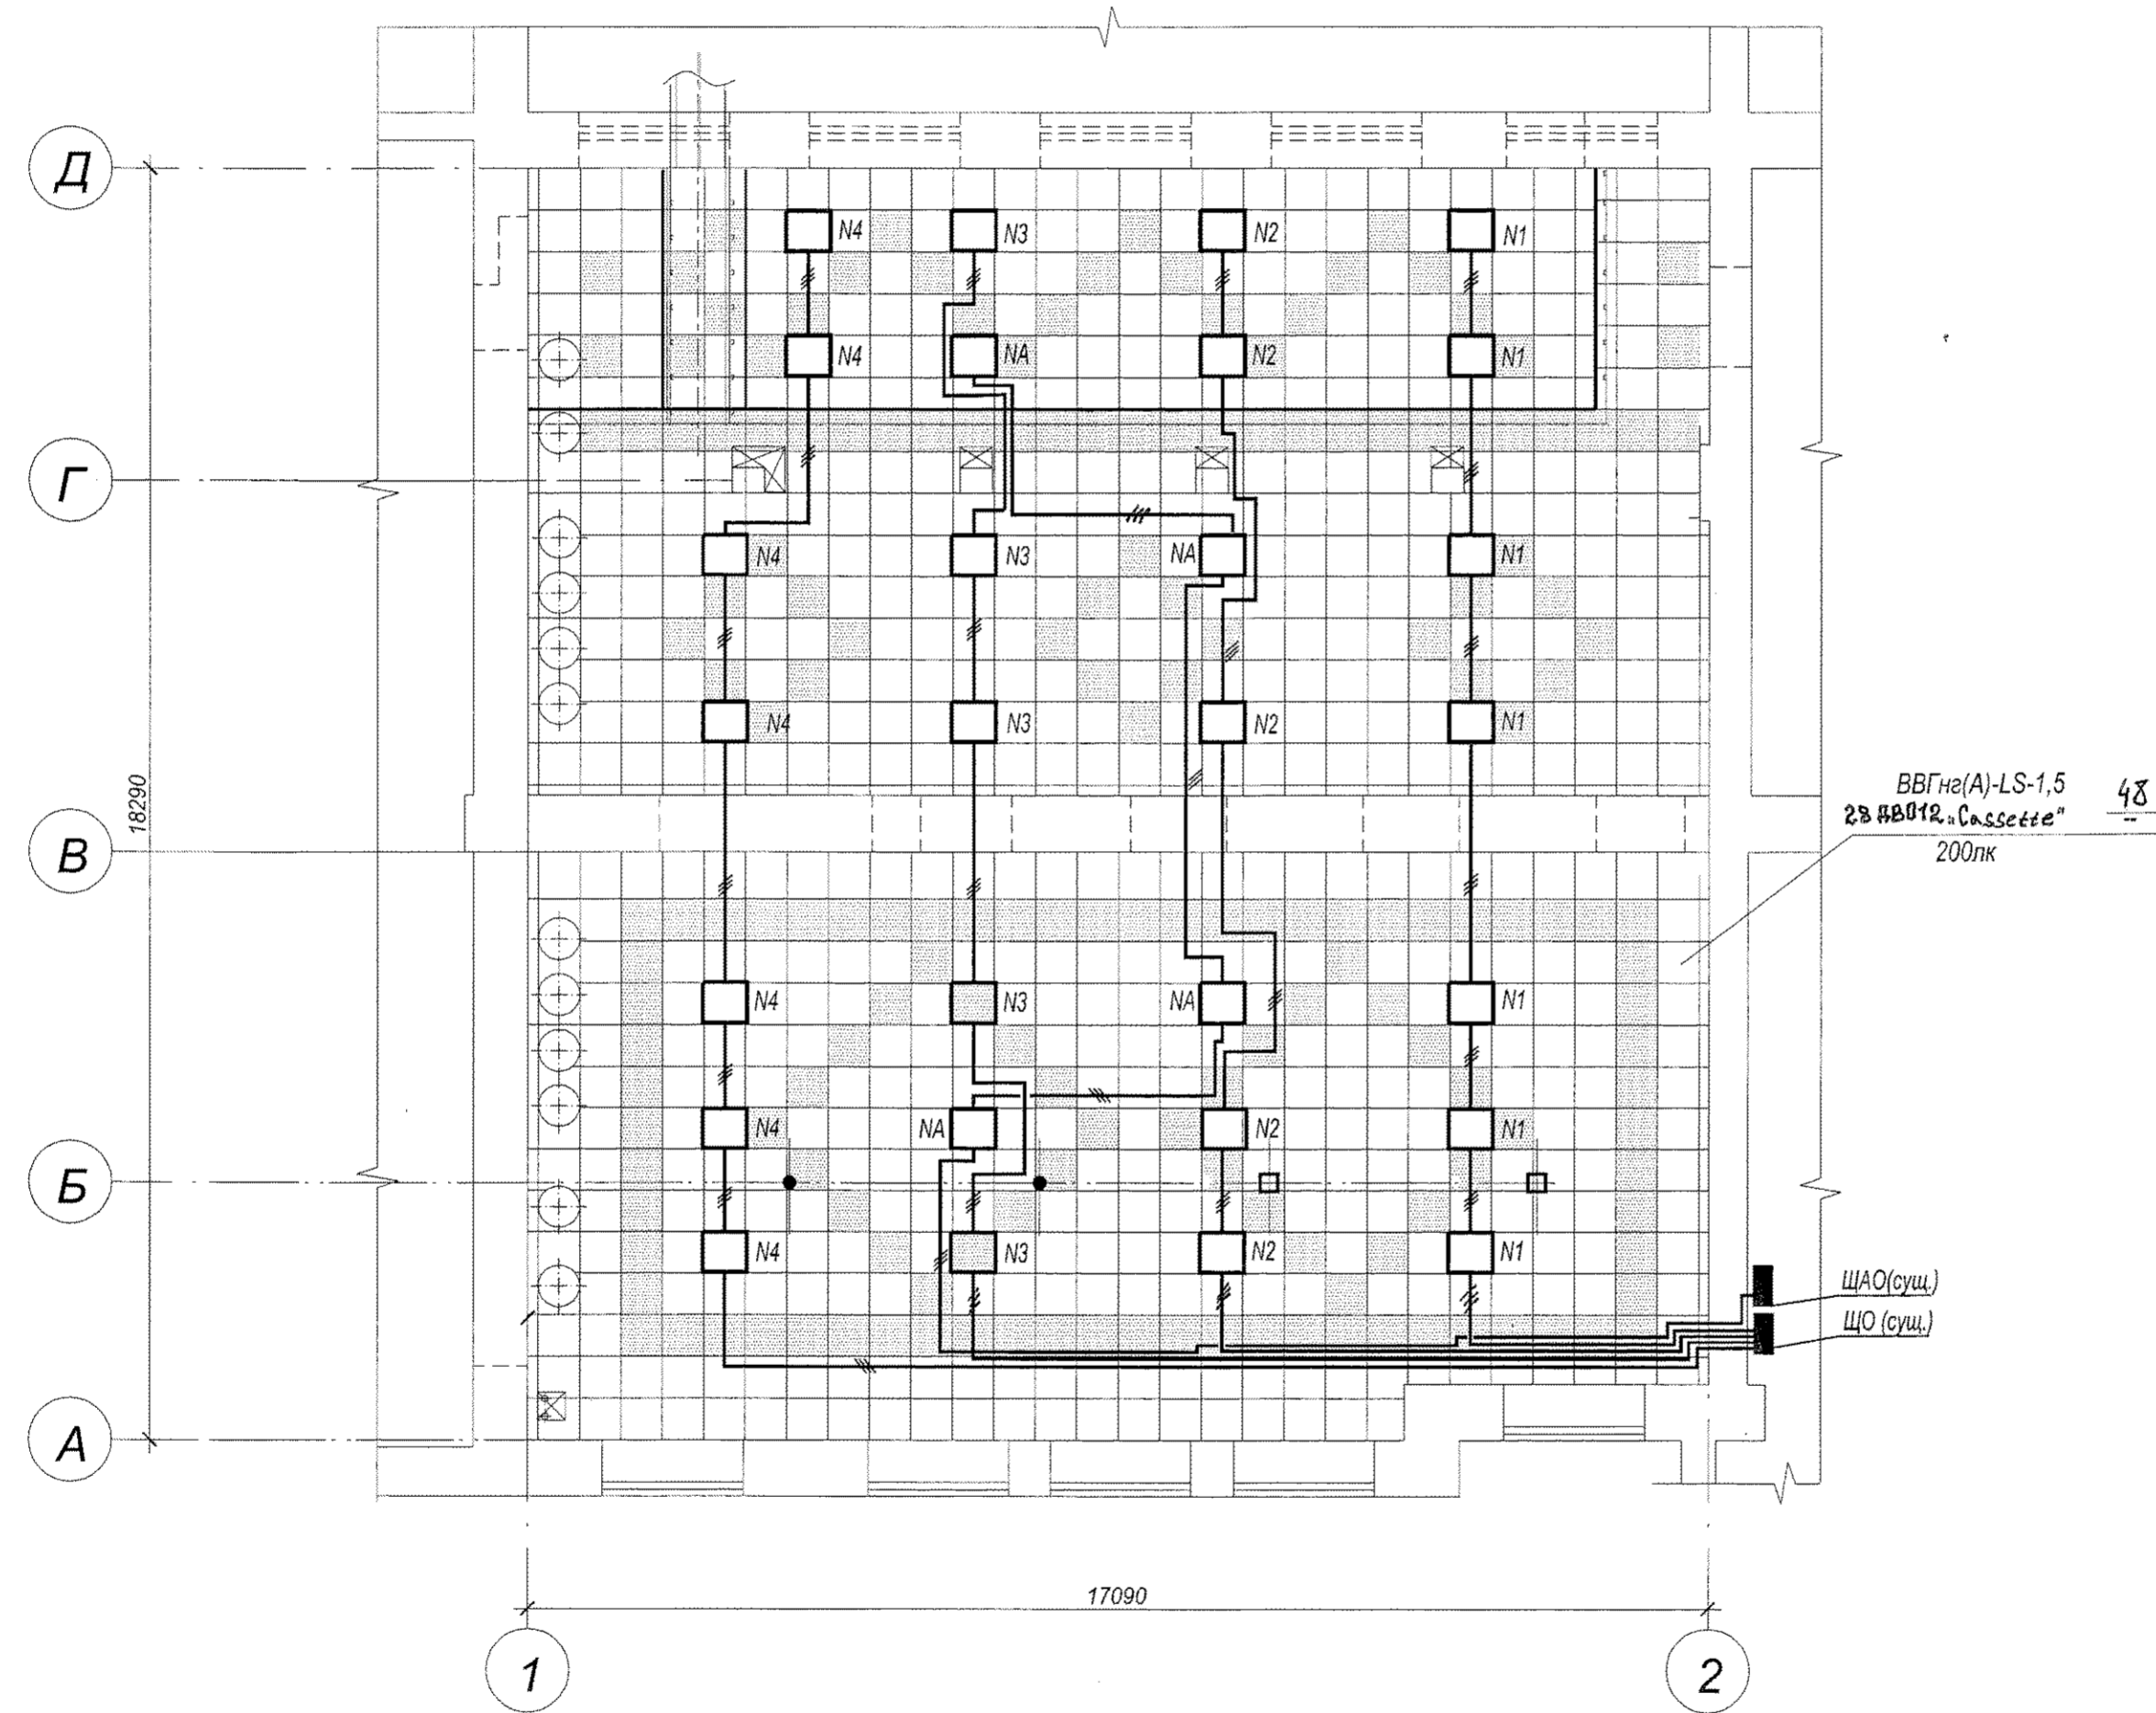 Д
N4 N3 N2 N1
N4 NA N2 N1
Г
N4 N3 NA N1
N4 N3 N2 N1
18290
ВВГнг(А)-LS-1,5
28 ДВО12 „Cassette" 48
200лк
--
В
N4 N3 NA N1
N4 NA N2 N1
Б
N4 N3 N2 N1
ЩАО(сущ.)
ЩО (сущ.)
А
17090
1
2